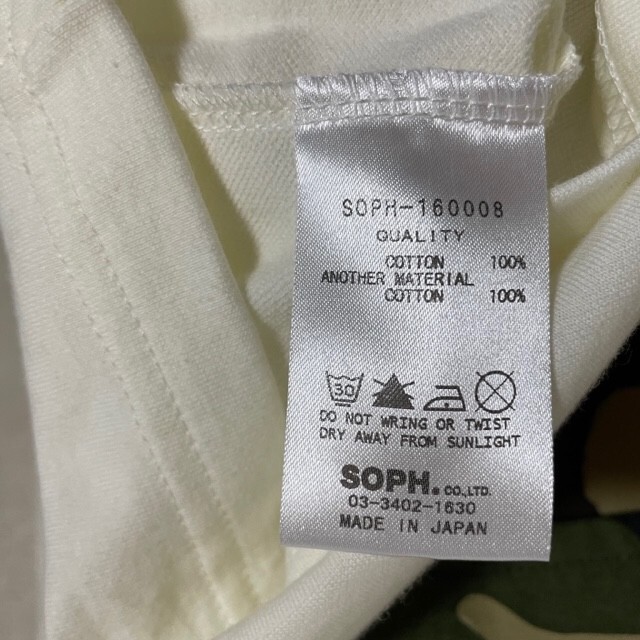 SOPH-160008
QUALITY
COTTON 100%
ANOTHER MATERIAL
COTTON 100%
30
DO NOT WRING OR TWIST
DRY AWAY FROM SUNLIGHT
SOPH.CO.,LTD.
03-3402-1630
MADE IN JAPAN